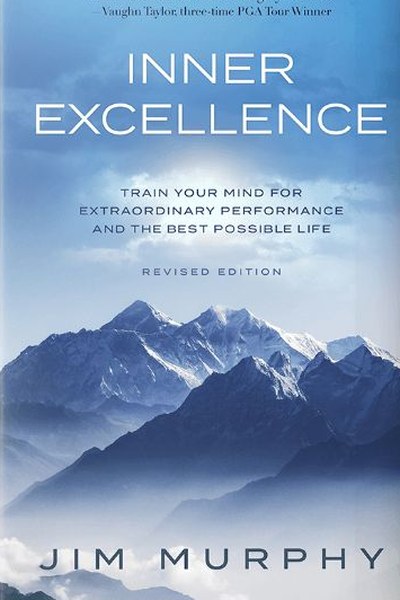 —Vaughn Taylor, three-time PGA Tour Winner
INNER
EXCELLENCE
TRAIN YOUR MIND FOR
EXTRAORDINARY PERFORMANCE
AND THE BEST POSSIBLE LIFE
REVISED EDITION
JIM MURPHY